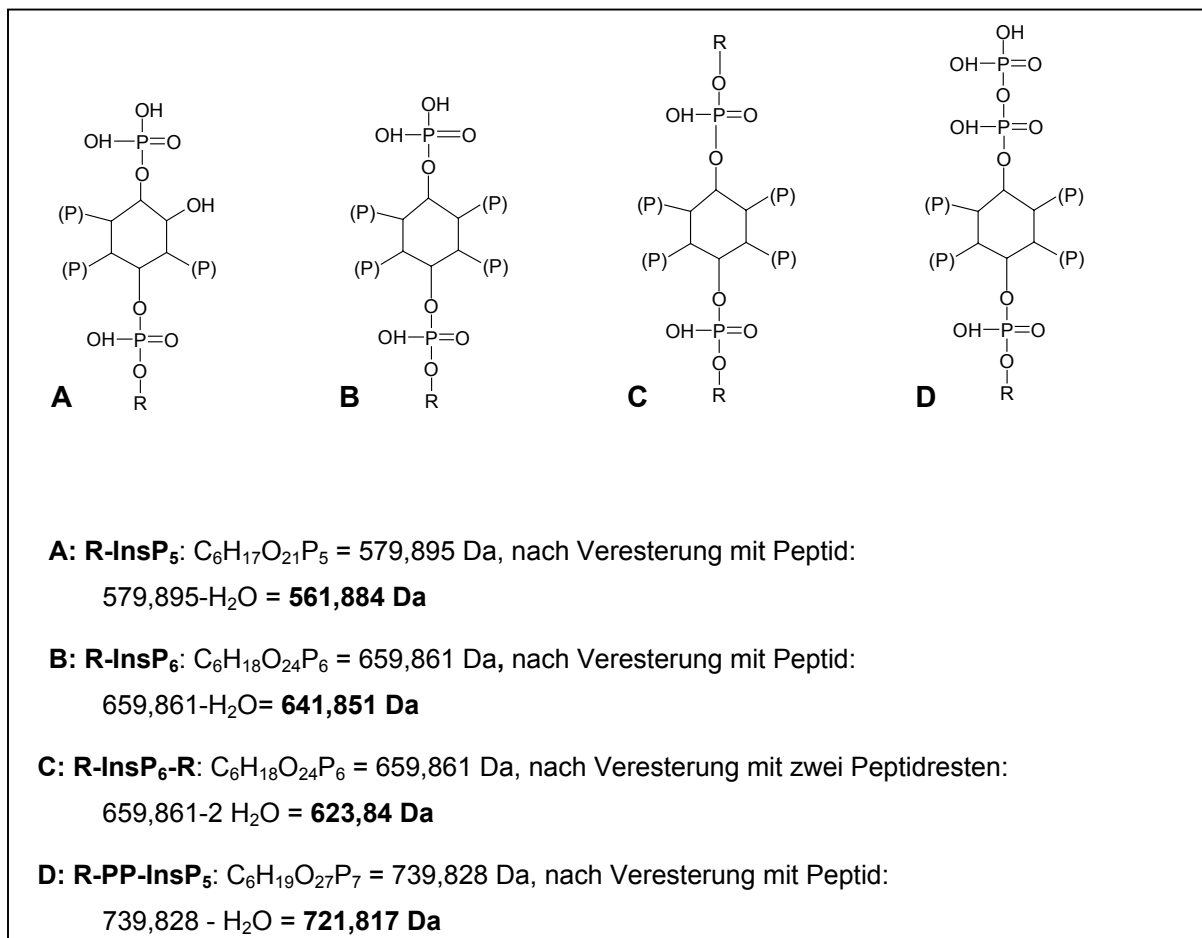 R
OH
OH–P=O
O
OH
OH–P=O
O
OH
OH–P=O
O
(P)
OH
(P)
(P)
O
OH–P=O
O
R
A
OH
OH–P=O
O
(P)
(P)
(P)
(P)
O
OH–P=O
O
R
B
O
OH–P=O
O
(P)
(P)
(P)
(P)
O
OH–P=O
O
R
C
O
OH–P=O
O
(P)
(P)
(P)
(P)
O
OH–P=O
O
R
D
A: R-InsP₅: C₆H₁₇O₂₁P₅ = 579,895 Da, nach Veresterung mit Peptid:
579,895-H₂O = 561,884 Da
B: R-InsP₆: C₆H₁₈O₂₄P₆ = 659,861 Da, nach Veresterung mit Peptid:
659,861-H₂O= 641,851 Da
C: R-InsP₆-R: C₆H₁₈O₂₄P₆ = 659,861 Da, nach Veresterung mit zwei Peptidresten:
659,861-2 H₂O = 623,84 Da
D: R-PP-InsP₅: C₆H₁₉O₂₇P₇ = 739,828 Da, nach Veresterung mit Peptid:
739,828 - H₂O = 721,817 Da